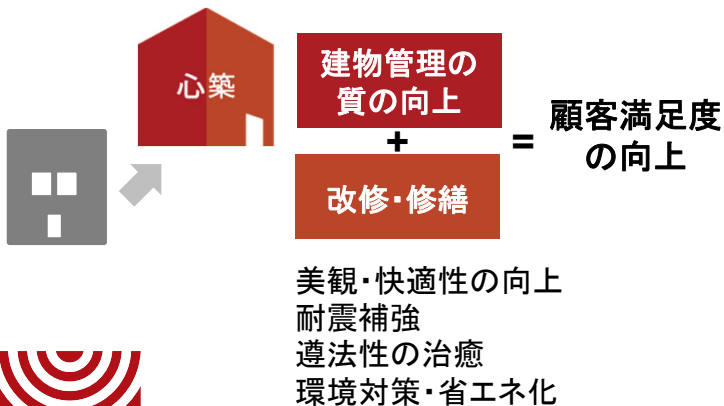 心築
建物管理の
質の向上
+
改修・修繕
=
顧客満足度
の向上
美観・快適性の向上
耐震補強
遵法性の治癒
環境対策・省エネ化